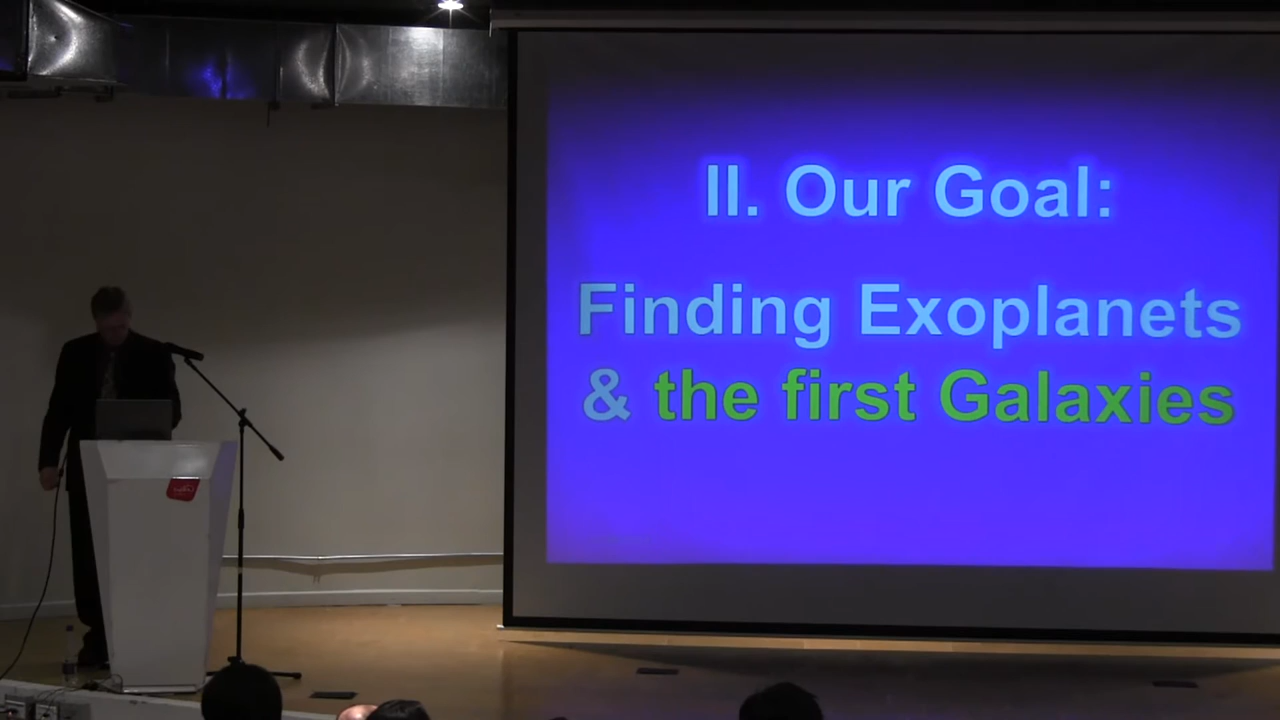 II. Our Goal:
Finding Exoplanets
& the first Galaxies